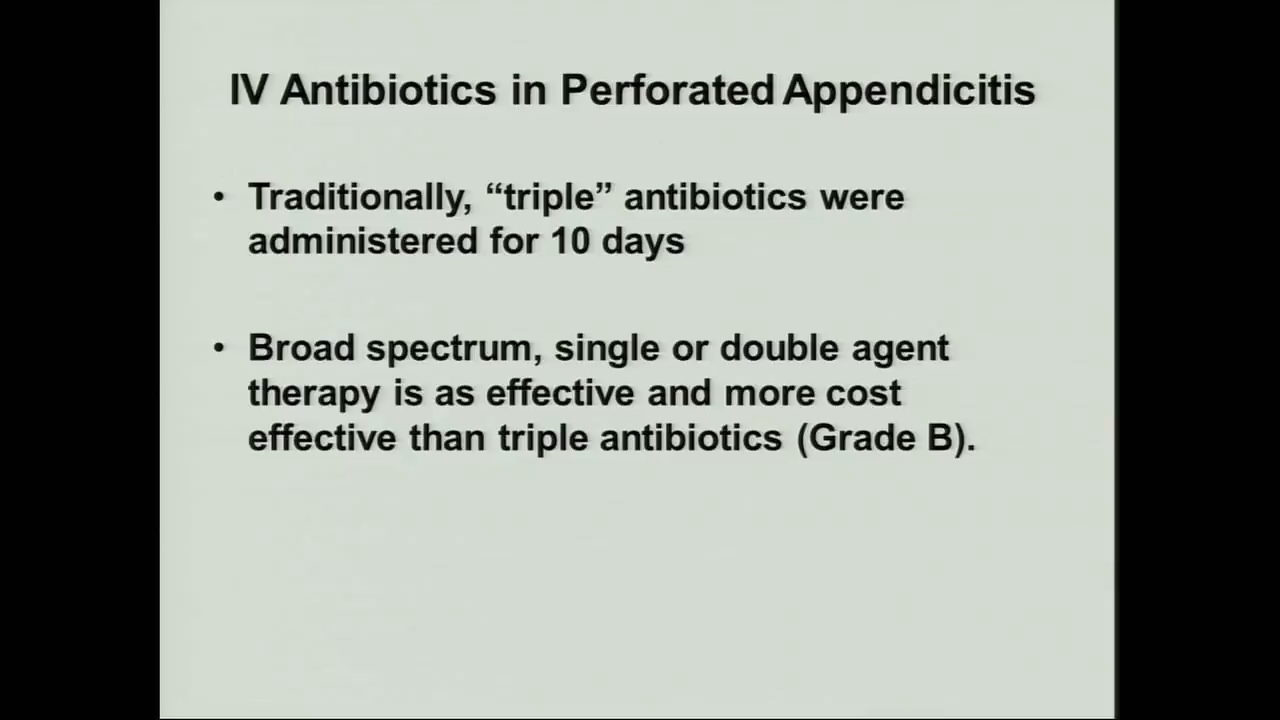 IV Antibiotics in Perforated Appendicitis
• Traditionally, “triple” antibiotics were
administered for 10 days
• Broad spectrum, single or double agent
therapy is as effective and more cost
effective than triple antibiotics (Grade B).